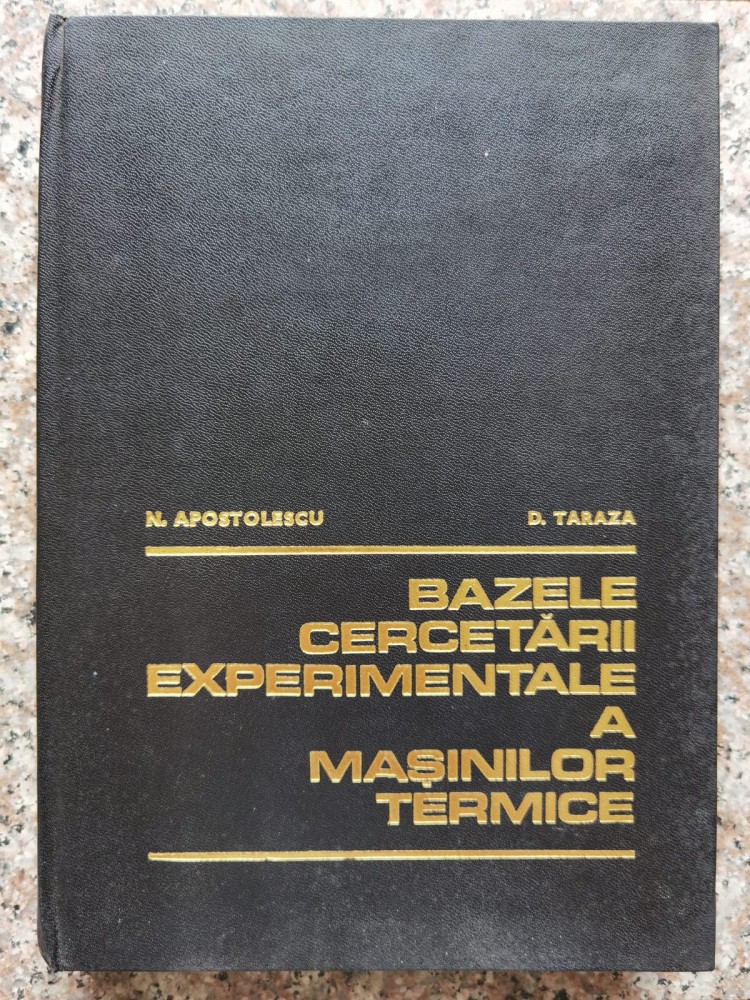 N. APOSTOLESCU D. TARAZA
BAZELE
CERCETĂRII
EXPERIMENTALE
A
MAȘINILOR
TERMICE